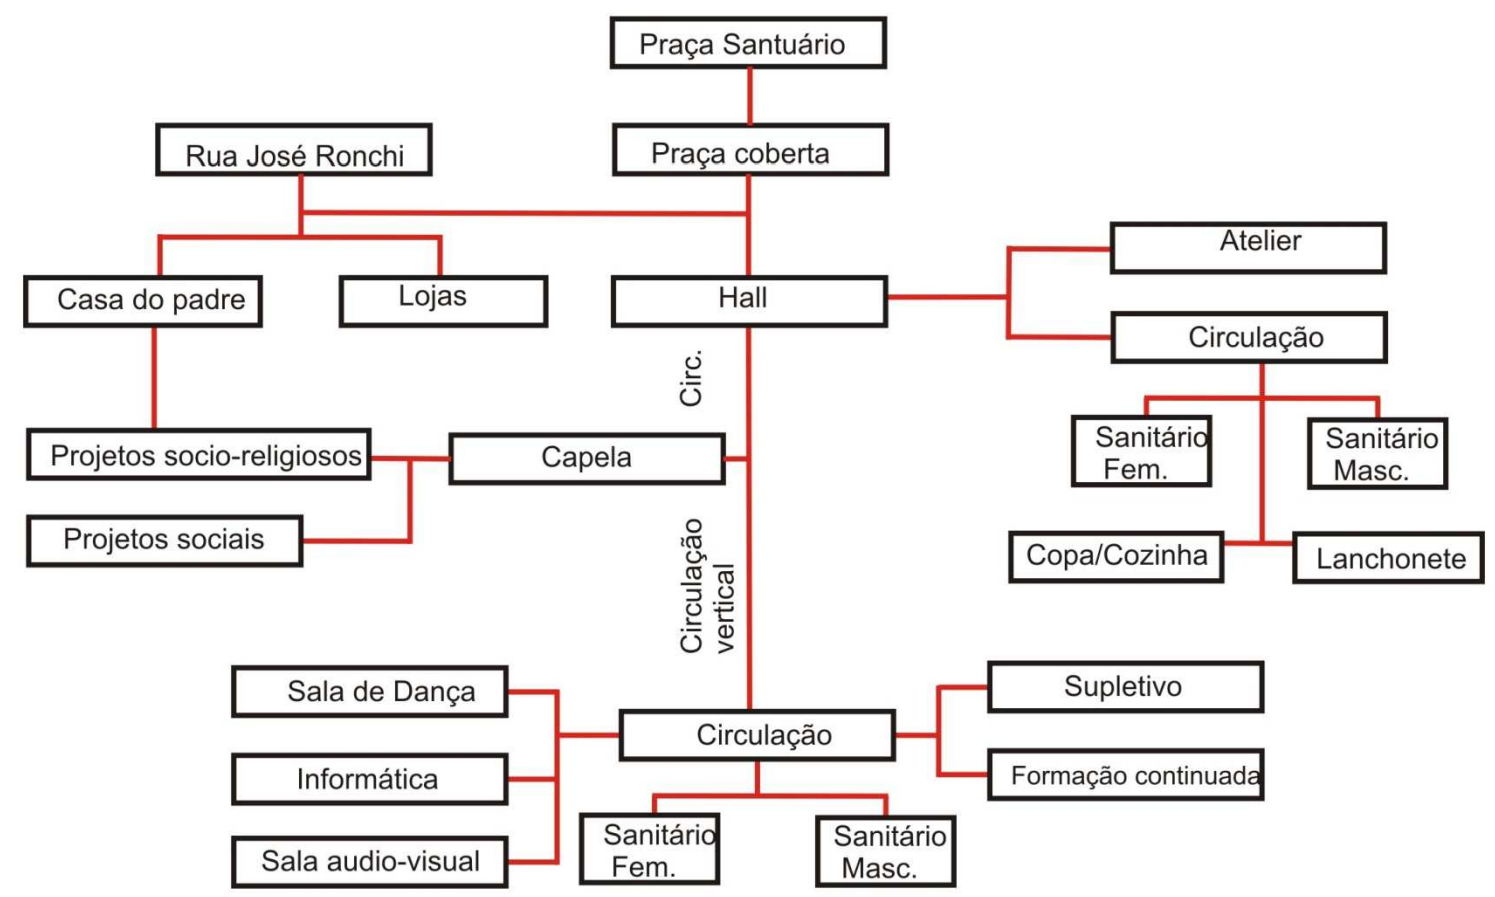 Praça Santuário
Rua José Ronchi
Praça coberta
Atelier
Casa do padre
Lojas
Hall
Circulação
Circ.
Sanitário
Fem.
Sanitário
Masc.
Projetos socio-religiosos
Capela
Projetos sociais
Copa/Cozinha
Lanchonete
Circulação
vertical
Sala de Dança
Supletivo
Circulação
Informática
Formação continuada
Sanitário
Fem.
Sanitário
Masc.
Sala audio-visual